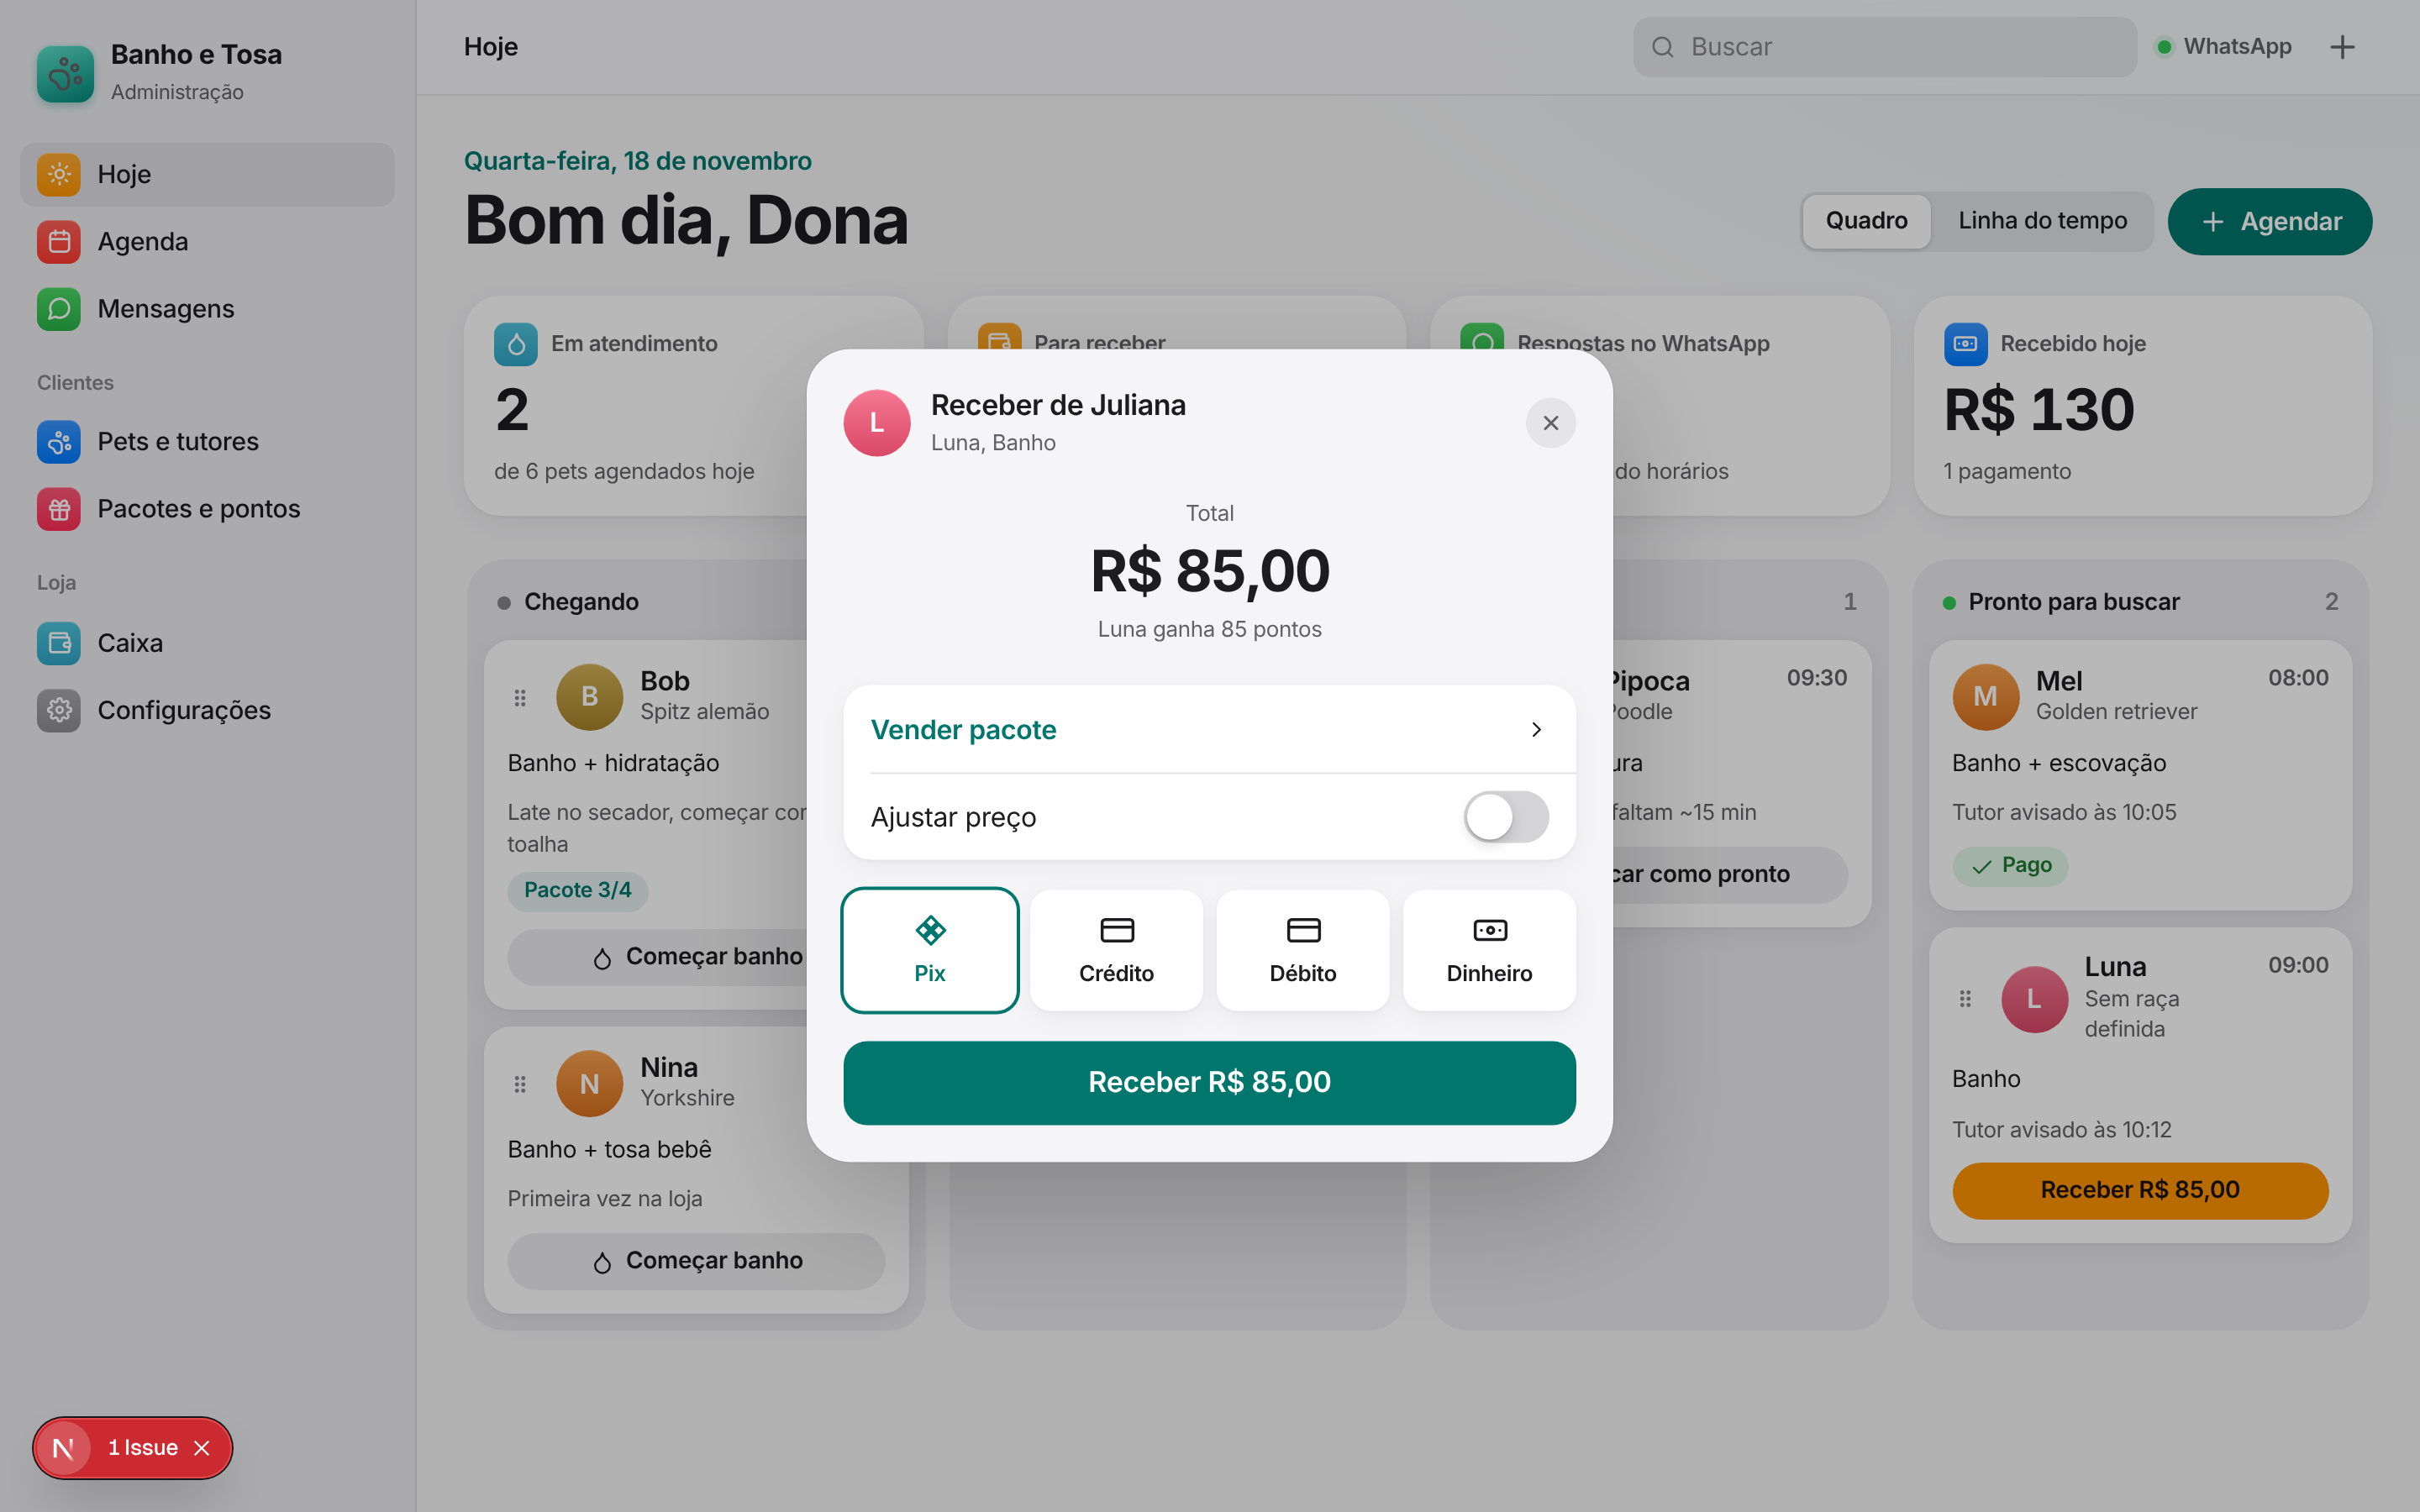 Banho e Tosa
Administração
Hoje
Agenda
Mensagens
Clientes
Pets e tutores
Pacotes e pontos
Loja
Caixa
Configurações
1 Issue
Hoje
Buscar
WhatsApp
Quarta-feira, 18 de novembro
Bom dia, Dona
Quadro
Linha do tempo
Agendar
Em atendimento
2
de 6 pets agendados hoje
Para receber
Respostas no WhatsApp
do horários
Recebido hoje
R$ 130
1 pagamento
Chegando
B
Bob
Spitz alemão
Banho + hidratação
Late no secador, começar
toalha
Pacote 3/4
Começar banho
N
Nina
Yorkshire
Banho + tosa bebê
Primeira vez na loja
Começar banho
L
Receber de Juliana
Luna, Banho
Total
R$ 85,00
Luna ganha 85 pontos
Vender pacote
Ajustar preço
Pix
Crédito
Débito
Dinheiro
Receber R$ 85,00
1
Pipoca
09:30
Poodle
faltam ~15 min
como pronto
Pronto para buscar
2
M
Mel
08:00
Golden retriever
Banho + escovação
Tutor avisado às 10:05
Pago
L
Luna
09:00
Sem raça
definida
Banho
Tutor avisado às 10:12
Receber R$ 85,00